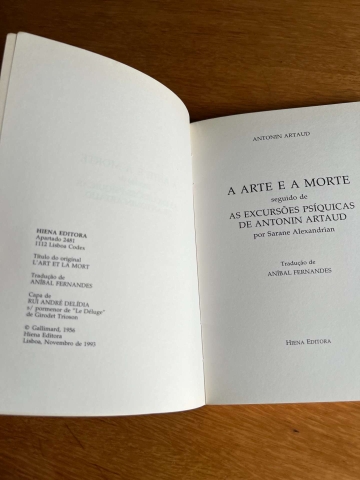 HIENA EDITORA
Apartado 2481
1112 Lisboa Codex
Título do original
L'ART ET LA MORT
Tradução de
ANÍBAL FERNANDES
Capa de
RUI ANDRÉ DELÍDIA
s/ pormenor de "Le Déluge"
de Girodet Trioson
© Gallimard, 1956
Hiena Editora
Lisboa, Novembro de 1993
ANTONIN ARTAUD
A ARTE E A MORTE
seguido de
AS EXCURSÕES PSÍQUICAS
DE ANTONIN ARTAUD
por Sarane Alexandrian
Tradução de
ANÍBAL FERNANDES
HIENA EDITORA